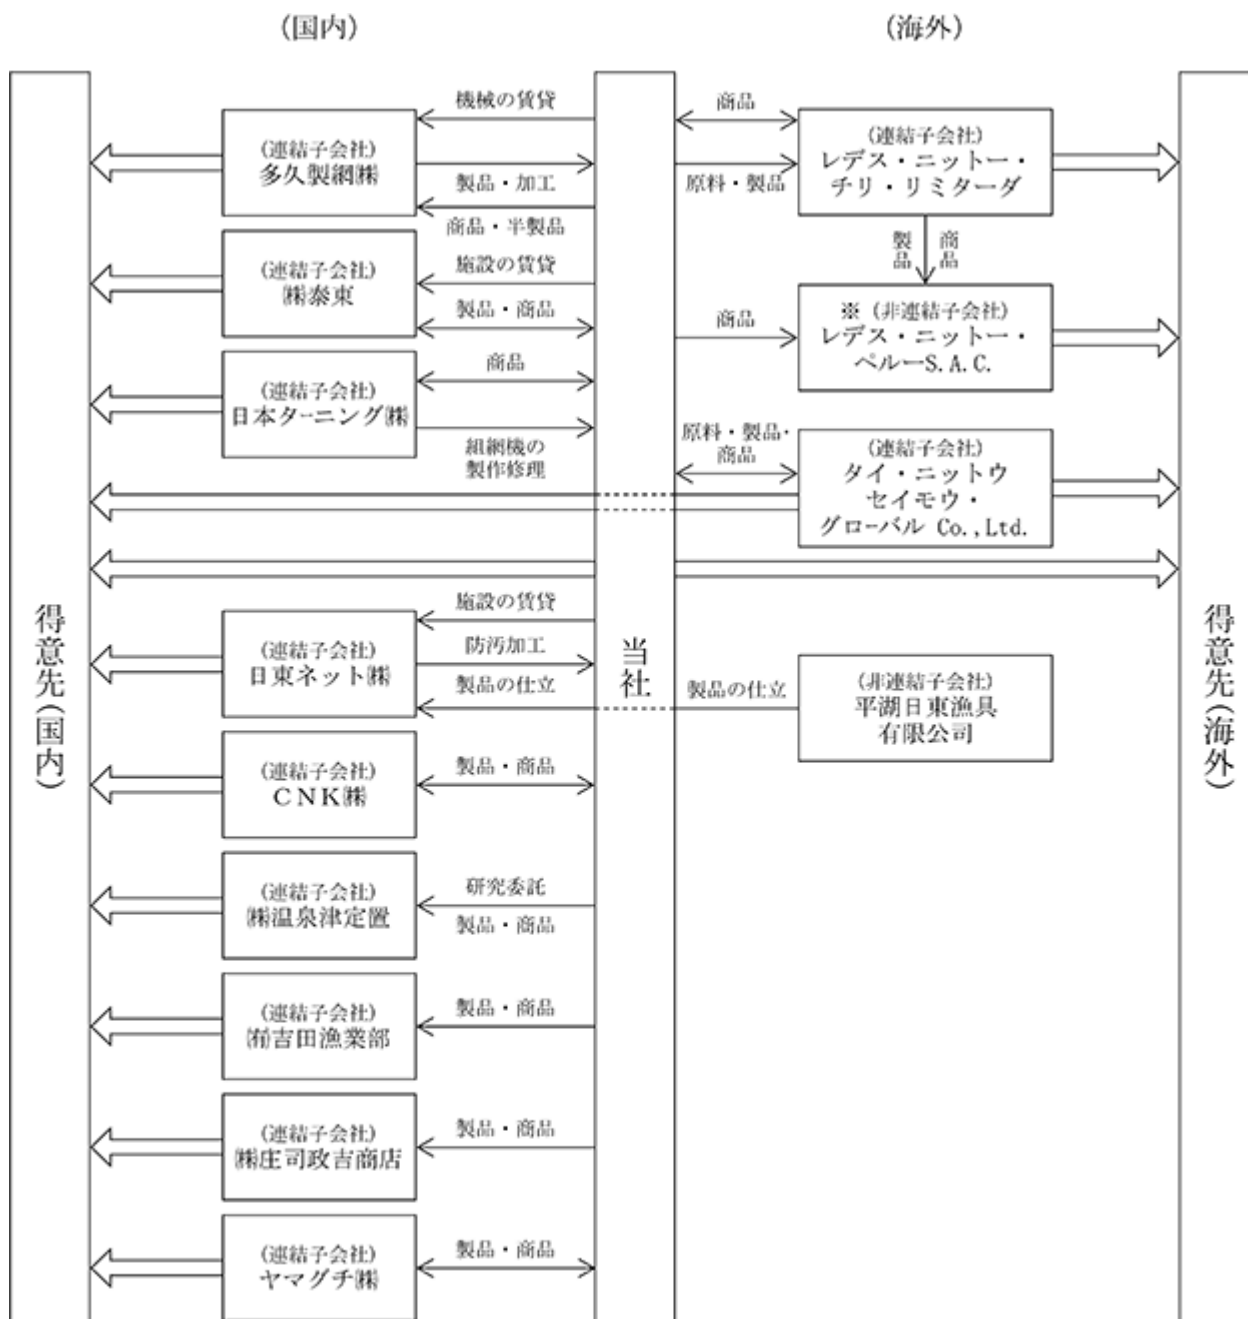 (国内)
(海外)
得意先(国内)
当社
得意先(海外)
機械の賃貸
(連結子会社)
多久製網㈱
製品・加工
商品・半製品
施設の賃貸
(連結子会社)
㈱泰東
製品・商品
商品
(連結子会社)
日本ターニング㈱
組網機の
製作修理
施設の賃貸
(連結子会社)
日東ネット㈱
防汚加工
製品の仕立
(連結子会社)
CNK㈱
製品・商品
(連結子会社)
㈱温泉津定置
研究委託
製品・商品
(連結子会社)
㈲吉田漁業部
製品・商品
(連結子会社)
㈱庄司政吉商店
製品・商品
(連結子会社)
ヤマグチ㈱
製品・商品
商品
原料・製品
(連結子会社)
レデス・ニットー・
チリ・リミターダ
製品
商品
商品
※(非連結子会社)
レデス・ニットー・
ペルーS.A.C.
原料・製品・
商品
(連結子会社)
タイ・ニットウ
セイモウ・
グローバル Co.,Ltd.
製品の仕立
(非連結子会社)
平湖日東漁具
有限公司